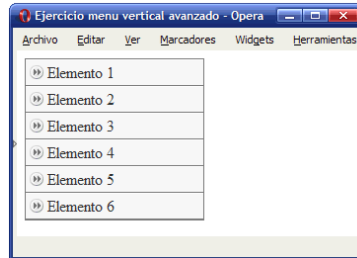 Ejercicio menu vertical avanzado - Opera
Archivo Editar Ver Marcadores Widgets Herramientas
Elemento 1
Elemento 2
Elemento 3
Elemento 4
Elemento 5
Elemento 6